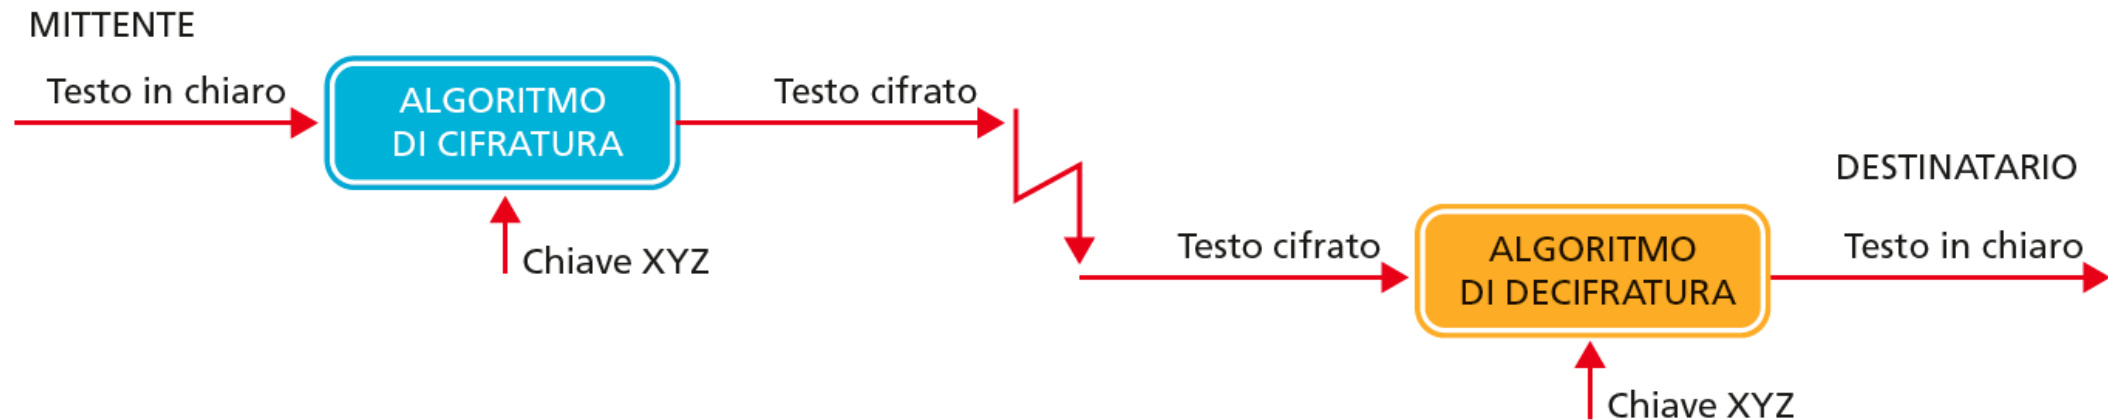 MITTENTE
Testo in chiaro
ALGORITMO
DI CIFRATURA
Chiave XYZ
Testo cifrato
Testo cifrato
ALGORITMO
DI DECIFRATURA
Chiave XYZ
DESTINATARIO
Testo in chiaro